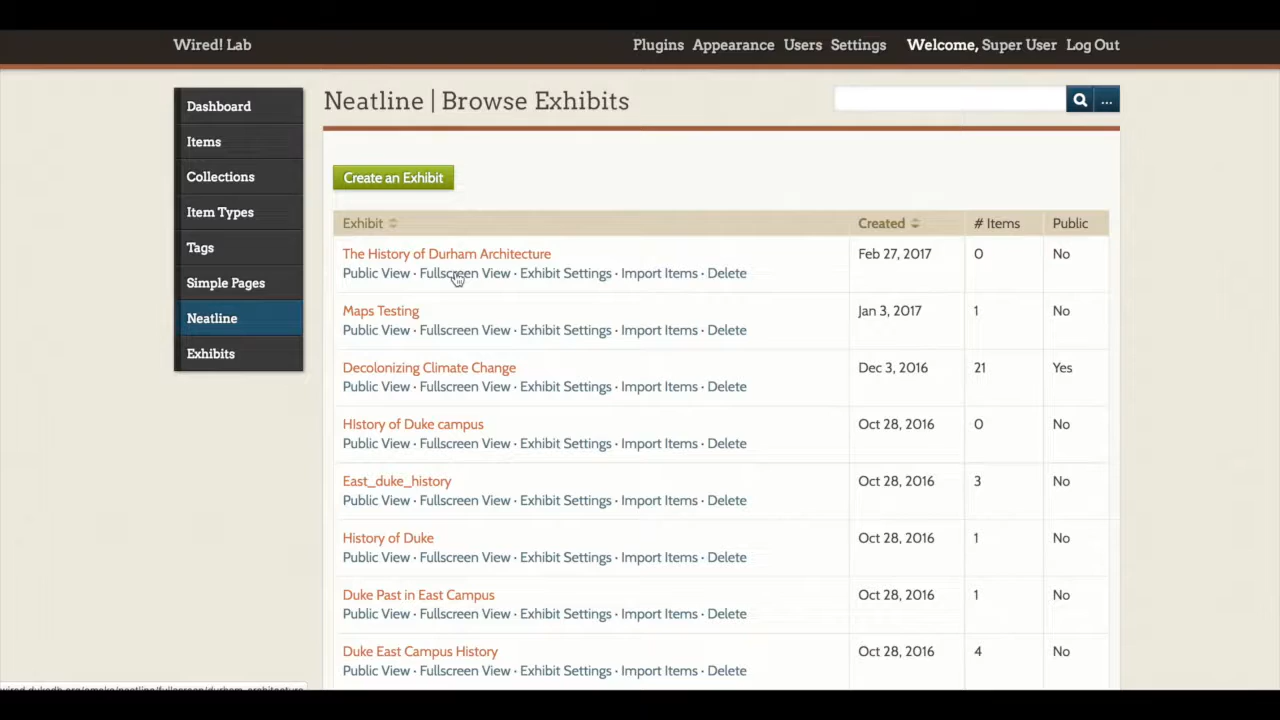 Wired! Lab
Plugins Appearance Users Settings Welcome, Super User Log Out
Dashboard
Items
Collections
Item Types
Tags
Simple Pages
Neatline
Exhibits
Neatline | Browse Exhibits
...
Create an Exhibit
Exhibit Created # Items Public
The History of Durham Architecture Feb 27, 2017 0 No
Public View · Fullscreen View · Exhibit Settings · Import Items · Delete
Maps Testing Jan 3, 2017 1 No
Public View · Fullscreen View · Exhibit Settings · Import Items · Delete
Decolonizing Climate Change Dec 3, 2016 21 Yes
Public View · Fullscreen View · Exhibit Settings · Import Items · Delete
HIstory of Duke campus Oct 28, 2016 0 No
Public View · Fullscreen View · Exhibit Settings · Import Items · Delete
East_duke_history Oct 28, 2016 3 No
Public View · Fullscreen View · Exhibit Settings · Import Items · Delete
History of Duke Oct 28, 2016 1 No
Public View · Fullscreen View · Exhibit Settings · Import Items · Delete
Duke Past in East Campus Oct 28, 2016 1 No
Public View · Fullscreen View · Exhibit Settings · Import Items · Delete
Duke East Campus History Oct 28, 2016 4 No
Public View · Fullscreen View · Exhibit Settings · Import Items · Delete